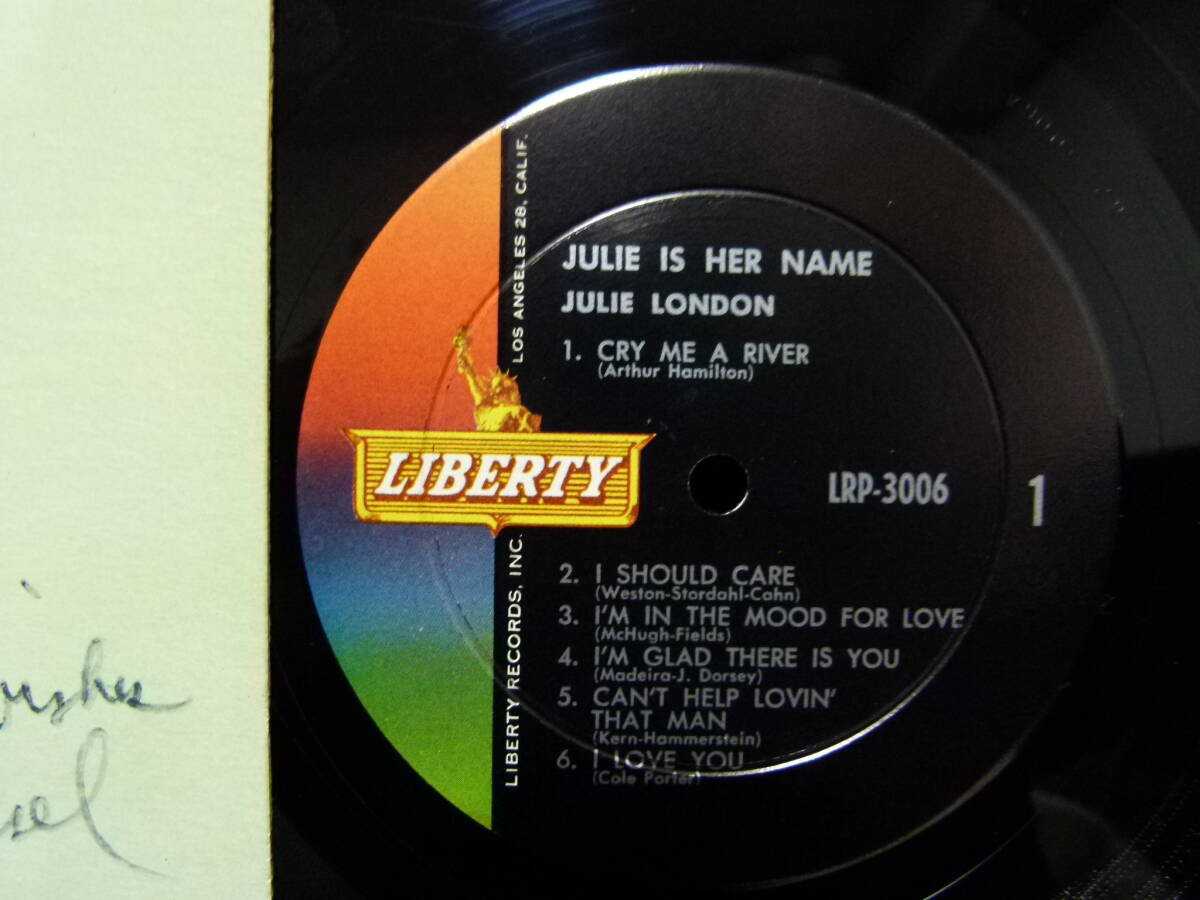 JULIE IS HER NAME
JULIE LONDON
1. CRY ME A RIVER
(Arthur Hamilton)
LIBERTY
LRP-3006
1
2. I SHOULD CARE
(Weston-Stordahl-Cahn)
3. I'M IN THE MOOD FOR LOVE
(McHugh-Fields)
4. I'M GLAD THERE IS YOU
(Madeira-J. Dorsey)
5. CAN'T HELP LOVIN'
THAT MAN
(Kern-Hammerstein)
6. I LOVE YOU
(Cole Porter)
LIBERTY RECORDS, INC. LOS ANGELES 28, CALIF.